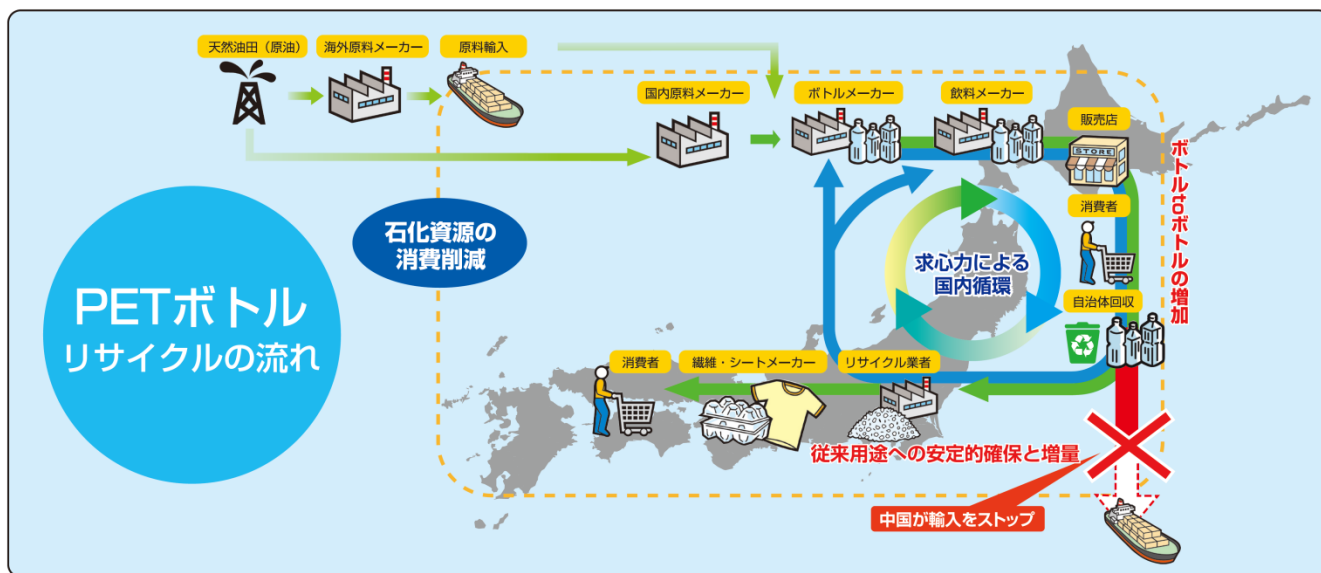 天然油田（原油）
海外原料メーカー
原料輸入
国内原料メーカー
ボトルメーカー
飲料メーカー
販売店
STORE
消費者
自治体回収
ボトルtoボトルの増加
石化資源の
消費削減
求心力による
国内循環
PETボトル
リサイクルの流れ
消費者
繊維・シートメーカー
リサイクル業者
従来用途への安定的確保と増量
中国が輸入をストップ